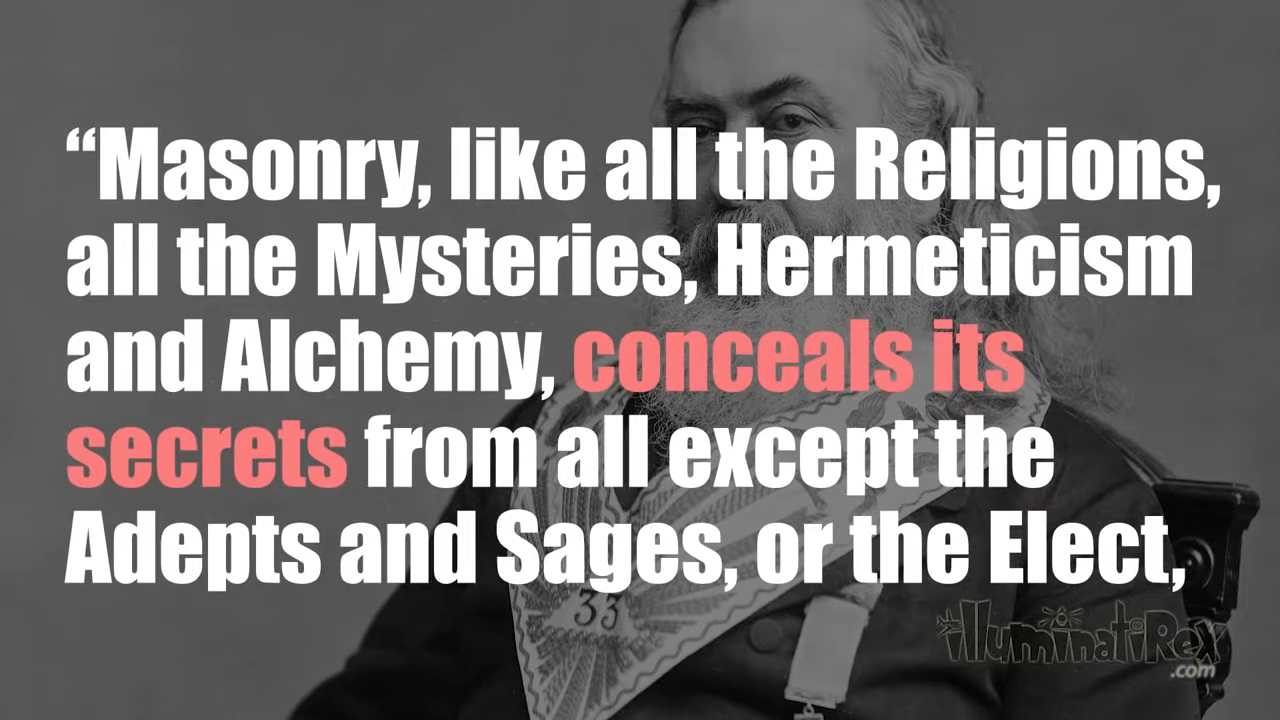 “Masonry, like all the Religions,
all the Mysteries, Hermeticism
and Alchemy, conceals its
secrets from all except the
Adepts and Sages, or the Elect,
33
illuminatiRex
.com